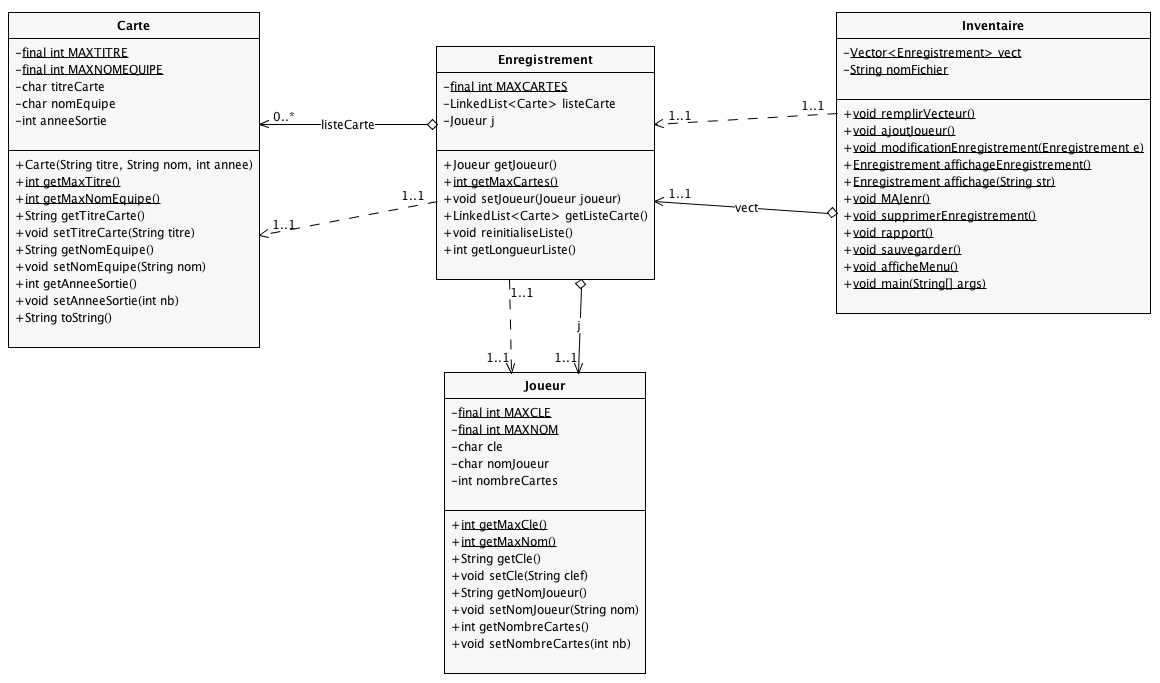 Carte
-final int MAXTITRE
-final int MAXNOMEQUIPE
-char titreCarte
-char nomEquipe
-int anneeSortie
+Carte(String titre, String nom, int annee)
+int getMaxTitre()
+int getMaxNomEquipe()
+String getTitreCarte()
+void setTitreCarte(String titre)
+String getNomEquipe()
+void setNomEquipe(String nom)
+int getAnneeSortie()
+void setAnneeSortie(int nb)
+String toString()
0..*
listeCarte
1..1
1..1
Enregistrement
-final int MAXCARTES
-LinkedList<Carte> listeCarte
-Joueur j
+Joueur getJoueur()
+int getMaxCartes()
+void setJoueur(Joueur joueur)
+LinkedList<Carte> getListeCarte()
+void reinitialiseListe()
+int getLongueurListe()
1..1
1..1
1..1
vect
Inventaire
-Vector<Enregistrement> vect
-String nomFichier
+void remplirVecteur()
+void ajoutJoueur()
+void modificationEnregistrement(Enregistrement e)
+Enregistrement affichageEnregistrement()
+Enregistrement affichage(String str)
+void MAJenr()
+void supprimerEnregistrement()
+void rapport()
+void sauvegarder()
+void afficheMenu()
+void main(String[] args)
1..1
j
1..1
1..1
Joueur
-final int MAXCLE
-final int MAXNOM
-char cle
-char nomJoueur
-int nombreCartes
+int getMaxCle()
+int getMaxNom()
+String getCle()
+void setCle(String clef)
+String getNomJoueur()
+void setNomJoueur(String nom)
+int getNombreCartes()
+void setNombreCartes(int nb)